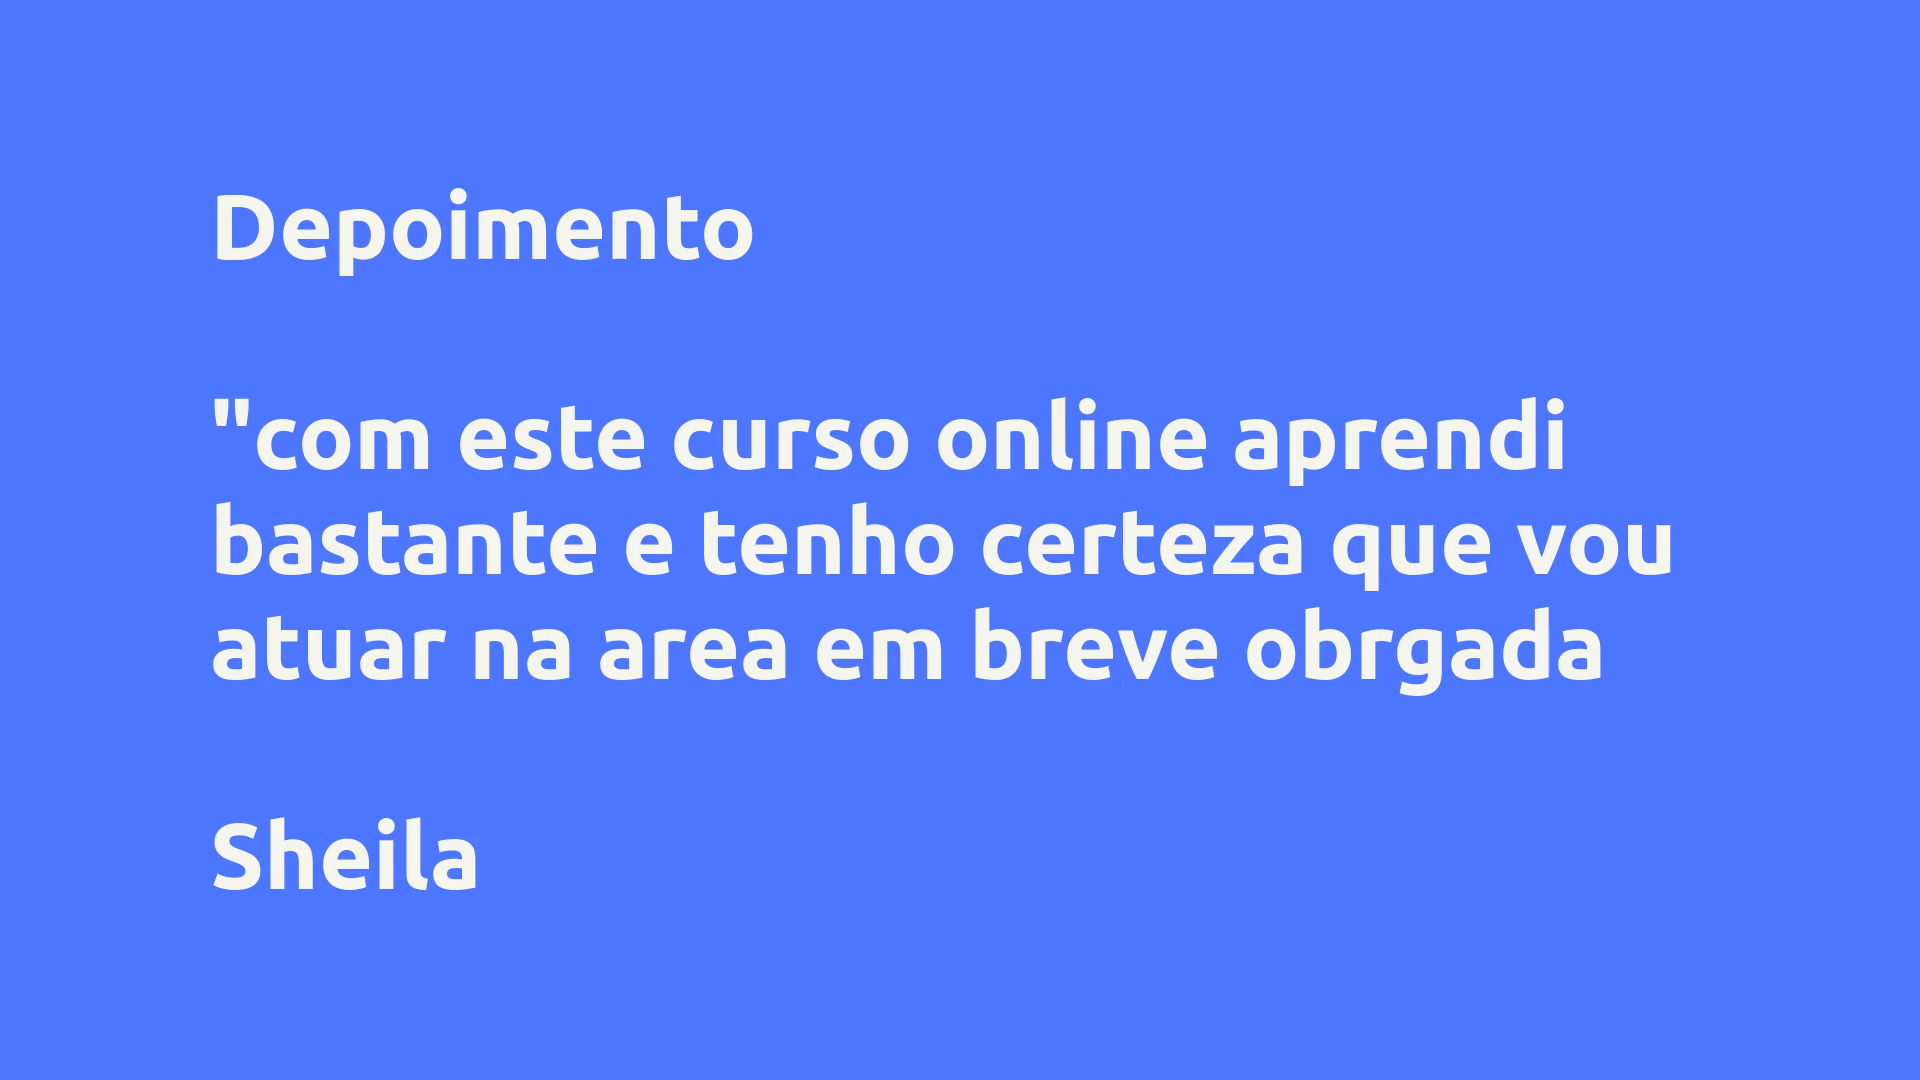 Depoimento
"com este curso online aprendi
bastante e tenho certeza que vou
atuar na area em breve obrgada
Sheila